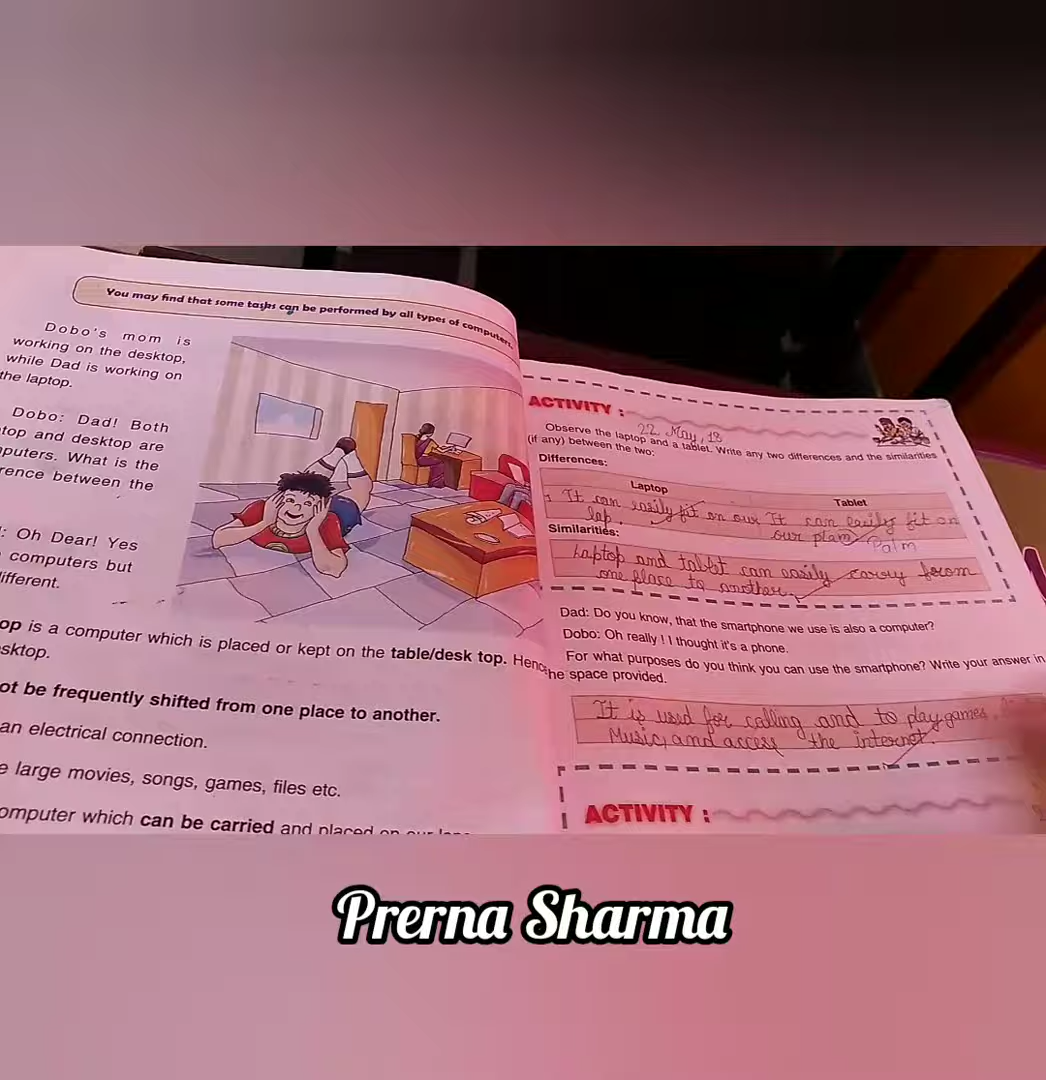 You may find that some tasks can be performed by all types of computers.
Dobo's mom is
working on the desktop,
while Dad is working on
the laptop.
Dobo: Dad! Both
top and desktop are
puters. What is the
rence between the
: Oh Dear! Yes
computers but
ifferent.
op is a computer which is placed or kept on the table/desk top. Hence
sktop.
ot be frequently shifted from one place to another.
an electrical connection.
e large movies, songs, games, files etc.
omputer which can be carried and placed on our laps
ACTIVITY :
22 May, 18
Observe the laptop and a tablet. Write any two differences and the similarities
(if any) between the two:
Differences:
Laptop Tablet
It can easily fit on our It can easily fit on
lap. our plam Palm
Similarities:
Laptop and tablet can easily carry from
one place to another.
Dad: Do you know, that the smartphone we use is also a computer?
Dobo: Oh really! I thought it's a phone.
For what purposes do you think you can use the smartphone? Write your answer in
he space provided.
It is used for calling and to play games,
Music, and access the internet.
ACTIVITY :
Prerna Sharma